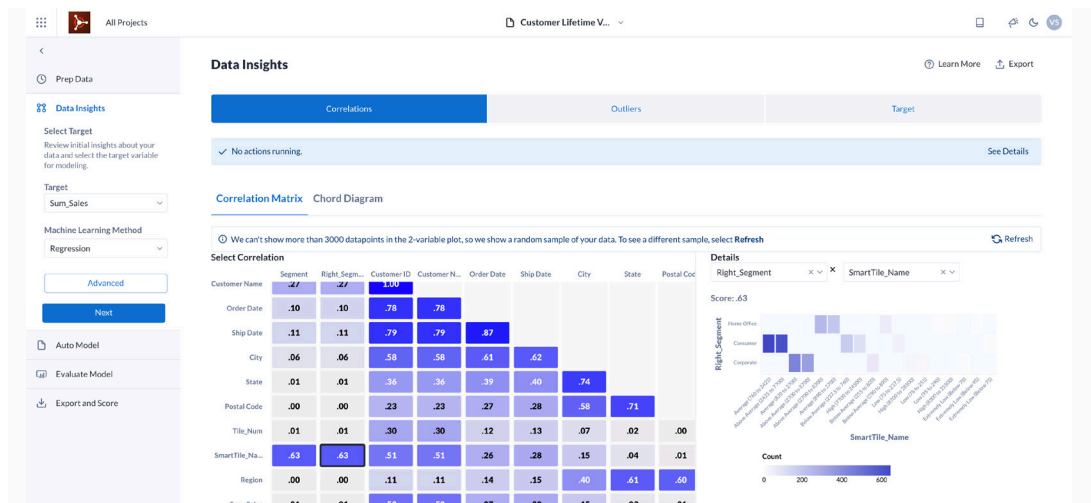 All Projects
Customer Lifetime V...
VS
Prep Data
Data Insights
Select Target
Review initial insights about your
data and select the target variable
for modeling.
Target
Sum_Sales
Machine Learning Method
Regression
Advanced
Next
Auto Model
Evaluate Model
Export and Score
Data Insights
Learn More
Export
Correlations
Outliers
Target
No actions running.
See Details
Correlation Matrix
Chord Diagram
We can't show more than 3000 datapoints in the 2-variable plot, so we show a random sample of your data. To see a different sample, select Refresh
Refresh
Select Correlation
Segment Right_Segm... Customer ID Customer N... Order Date Ship Date City State Postal Cod
Customer Name .27 .27 1.00
Order Date .10 .10 .78 .78
Ship Date .11 .11 .79 .79 .87
City .06 .06 .58 .58 .61 .62
State .01 .01 .36 .36 .39 .40 .74
Postal Code .00 .00 .23 .23 .27 .28 .58 .71
Tile_Num .01 .01 .30 .30 .12 .13 .07 .02 .00
SmartTile_Na... .63 .63 .51 .51 .26 .28 .15 .04 .01
Region .00 .00 .11 .11 .14 .15 .40 .61 .60
Details
Right_Segment × SmartTile_Name
Score: .63
Right_Segment
Home Office
Consumer
Corporate
SmartTile_Name
Count
0 200 400 600